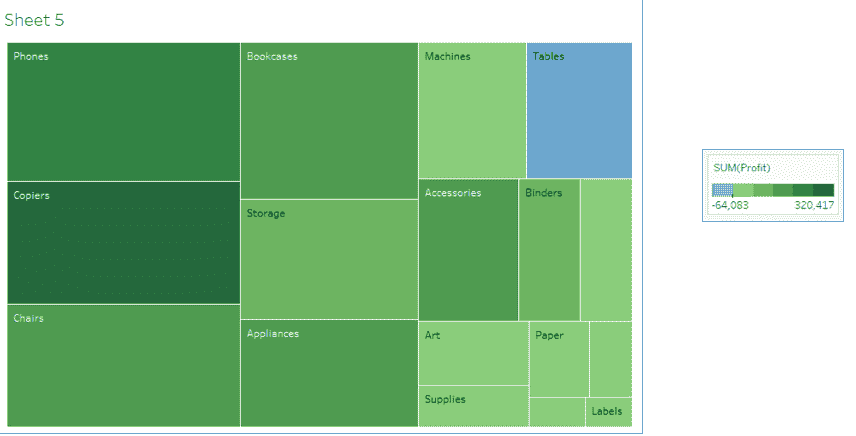 Sheet 5
Phones
Bookcases
Machines
Tables
Copiers
Accessories
Binders
Storage
Chairs
Appliances
Art
Paper
Supplies
Labels
SUM(Profit)
-64,083 320,417